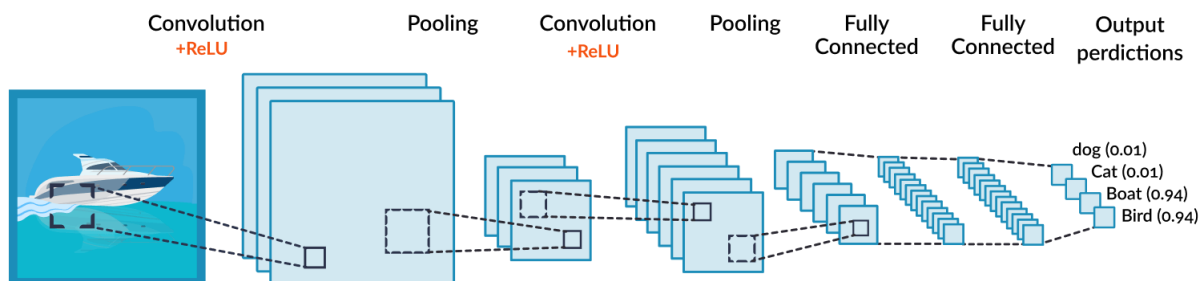 Convolution
+ReLU
Pooling
Convolution
+ReLU
Pooling
Fully
Connected
Fully
Connected
Output
perdictions
dog (0.01)
Cat (0.01)
Boat (0.94)
Bird (0.94)